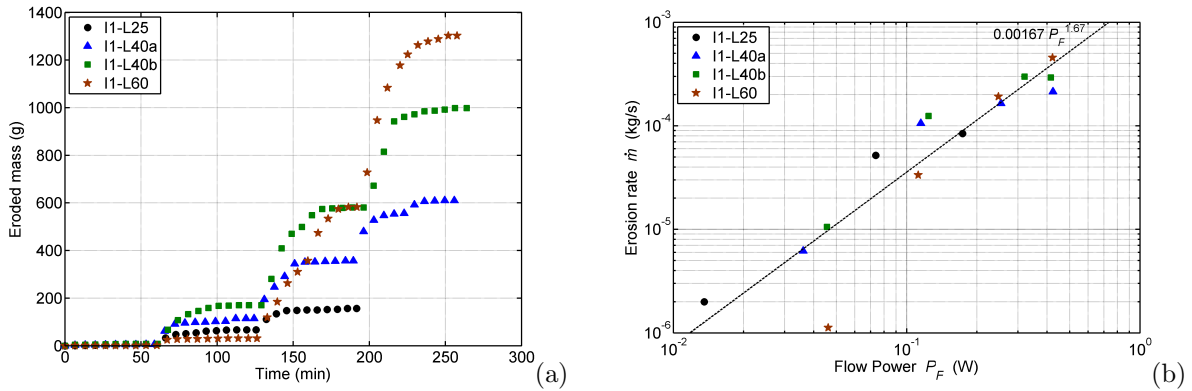 1400
1200
1000
800
600
400
200
0
0 50 100 150 200 250 300
Eroded mass (g)
Time (min)
I1-L25
I1-L40a
I1-L40b
I1-L60
(a)
10^-3
10^-4
10^-5
10^-6
10^-2 10^-1 10^0
Erosion rate ṁ (kg/s)
Flow Power P_F (W)
I1-L25
I1-L40a
I1-L40b
I1-L60
0.00167 P_F^1.67
(b)